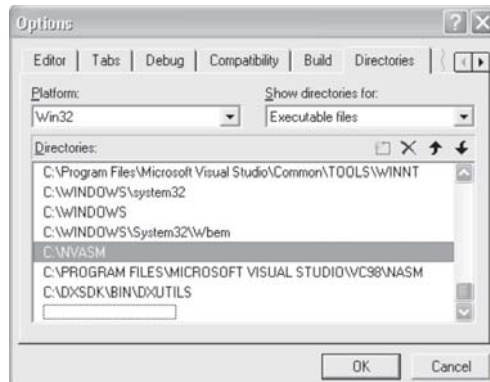 Options
Editor Tabs Debug Compatibility Build Directories
Platform: Show directories for:
Win32 Executable files
Directories:
C:\Program Files\Microsoft Visual Studio\Common\TOOLS\WINNT
C:\WINDOWS\system32
C:\WINDOWS
C:\WINDOWS\System32\Wbem
C:\NVASM
C:\PROGRAM FILES\MICROSOFT VISUAL STUDIO\VC98\NASM
C:\DXSDK\BIN\DXUTILS
OK Cancel